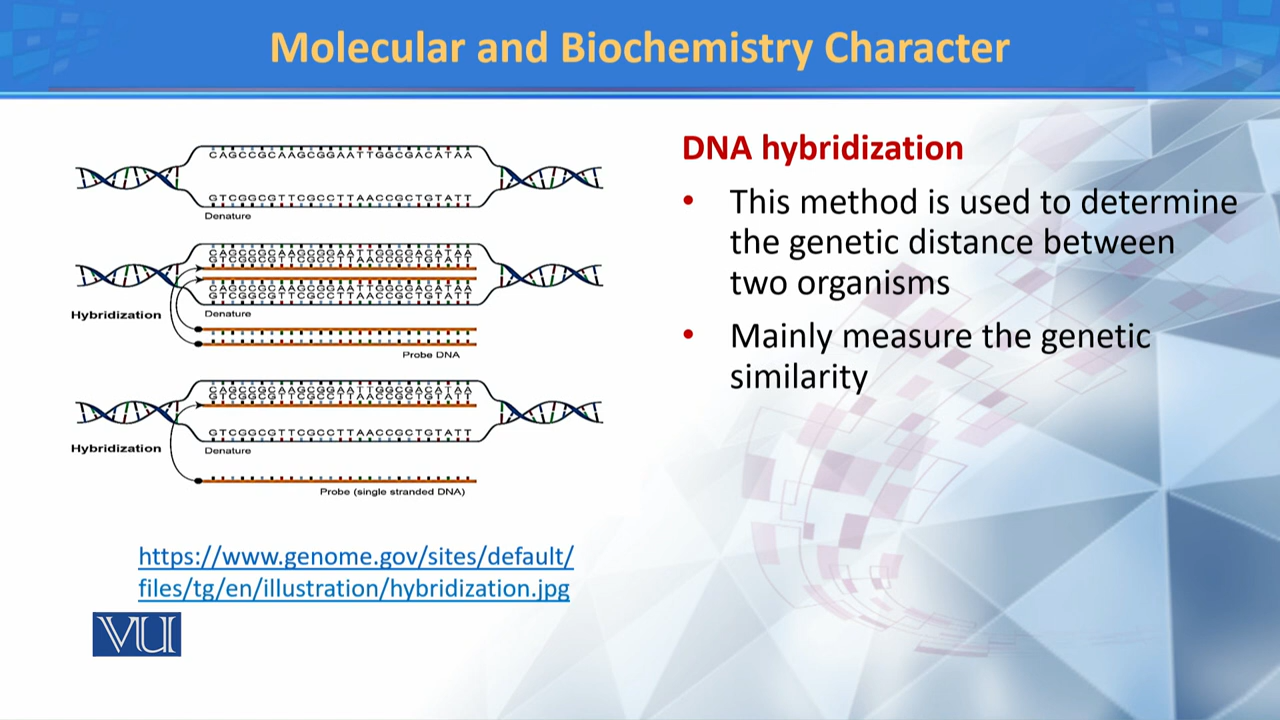 Molecular and Biochemistry Character
CAGCCGCAAGCGGAATTGGCGACATAA
GTCGGCGTTCGCCTTAACCGCTGTATT
Denature
CAGCCGCAAGCGGAATTGGCGACATAA
GTCGGCGTTCGCCTTAACCGCTGTATT
CAGCCGCAAGCGGAATTGGCGACATAA
GTCGGCGTTCGCCTTAACCGCTGTATT
Hybridization
Denature
Probe DNA
CAGCCGCAAGCGGAATTGGCGACATAA
GTCGGCGTTCGCCTTAACCGCTGTATT
GTCGGCGTTCGCCTTAACCGCTGTATT
Hybridization
Denature
Probe (single stranded DNA)
https://www.genome.gov/sites/default/
files/tg/en/illustration/hybridization.jpg
VU
DNA hybridization
• This method is used to determine
the genetic distance between
two organisms
• Mainly measure the genetic
similarity